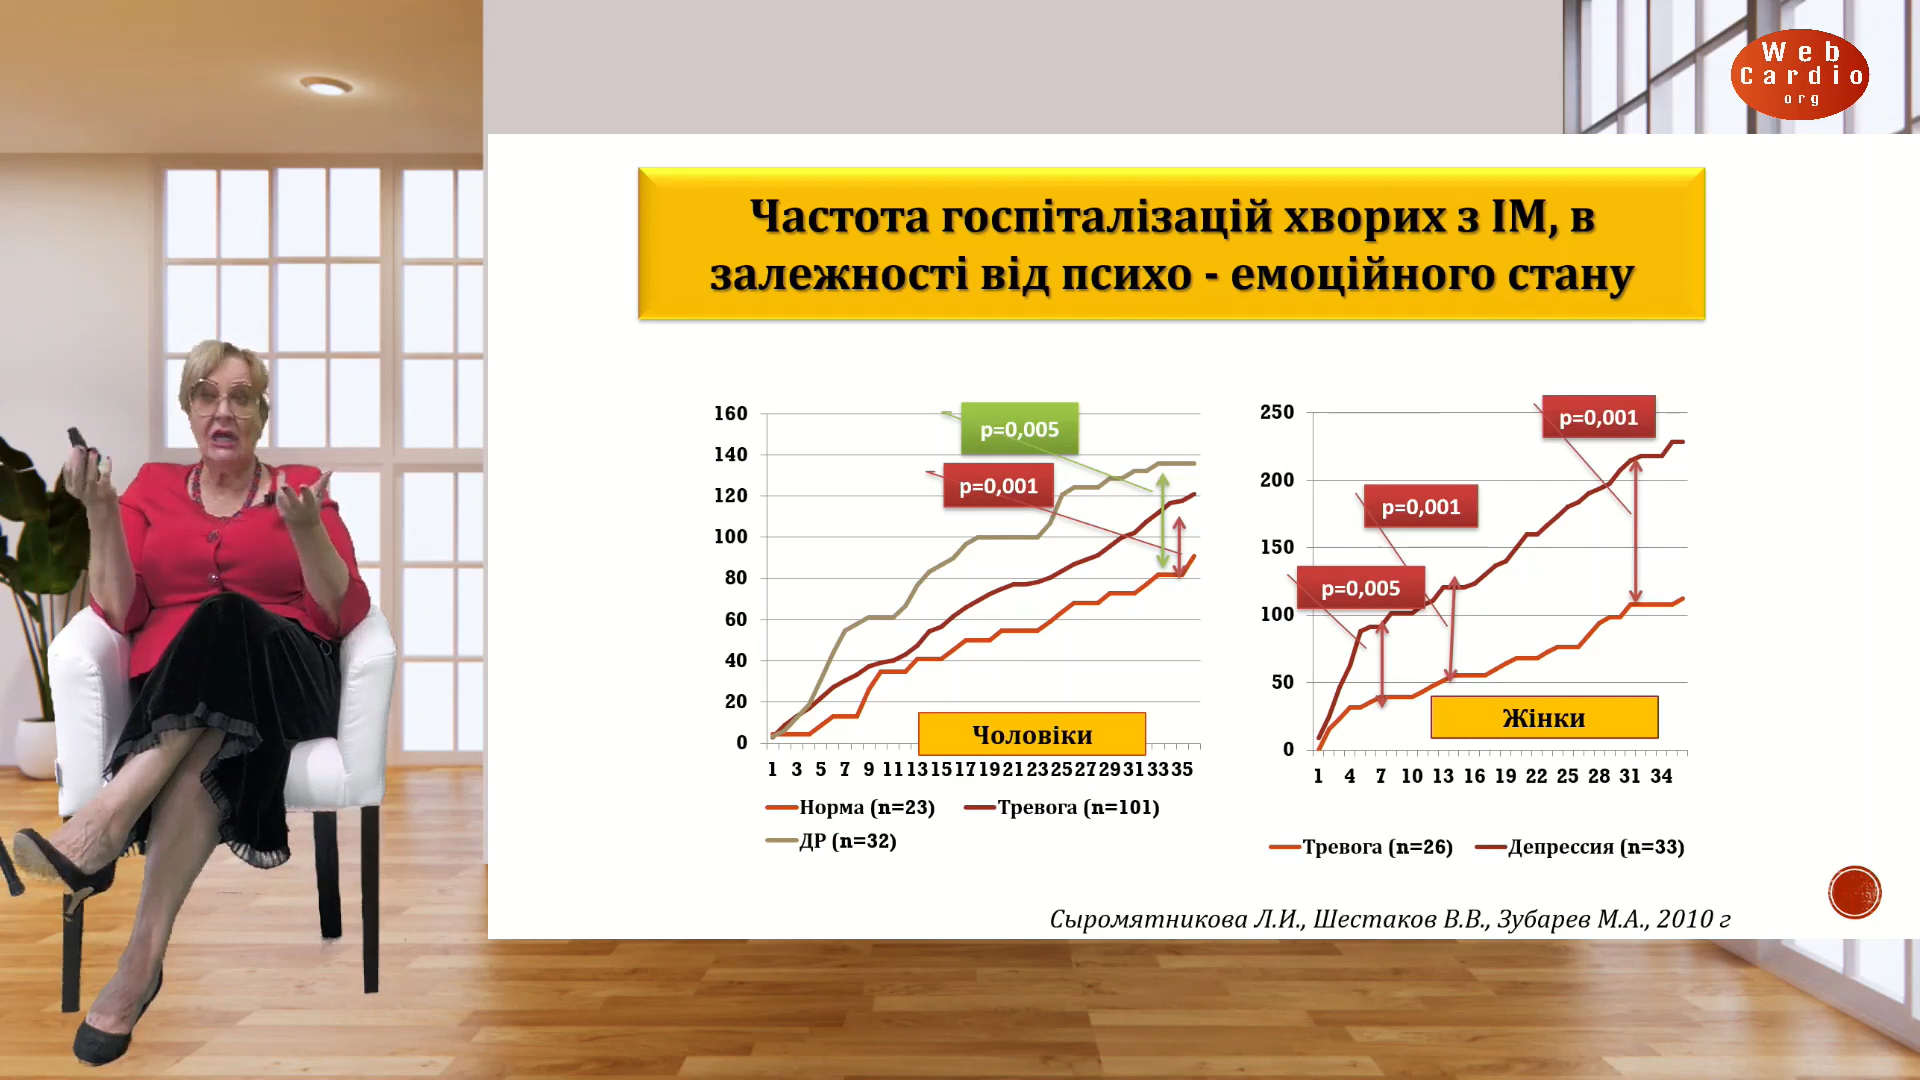 Web
Cardio
org
Частота госпіталізацій хворих з ІМ, в
залежності від психо - емоційного стану
160
140
120
100
80
60
40
20
0
p=0,005
p=0,001
Чоловіки
1 3 5 7 9 11 13 15 17 19 21 23 25 27 29 31 33 35
Норма (n=23) Тревога (n=101)
ДР (n=32)
250
200
150
100
50
0
p=0,001
p=0,001
p=0,005
Жінки
1 4 7 10 13 16 19 22 25 28 31 34
Тревога (n=26) Депрессия (n=33)
Сыромятникова Л.И., Шестаков В.В., Зубарев М.А., 2010 г